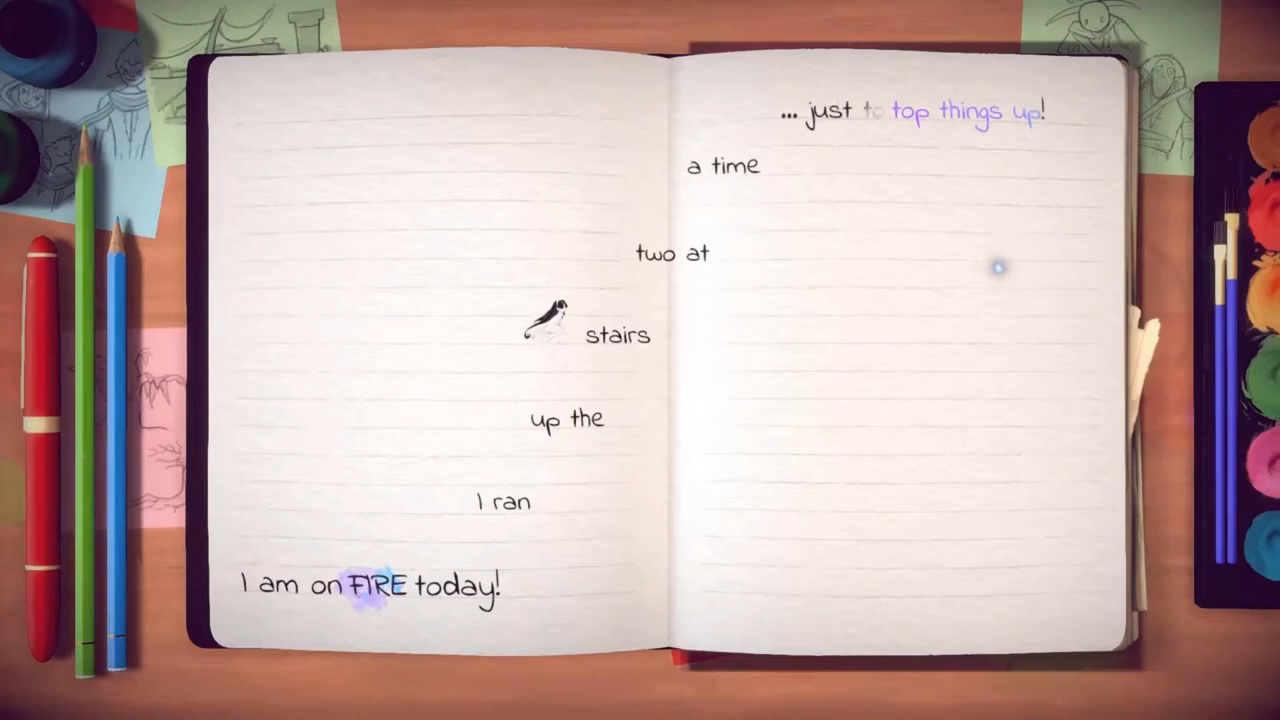 ... just to top things up!
a time
two at
stairs
up the
I ran
I am on FIRE today!